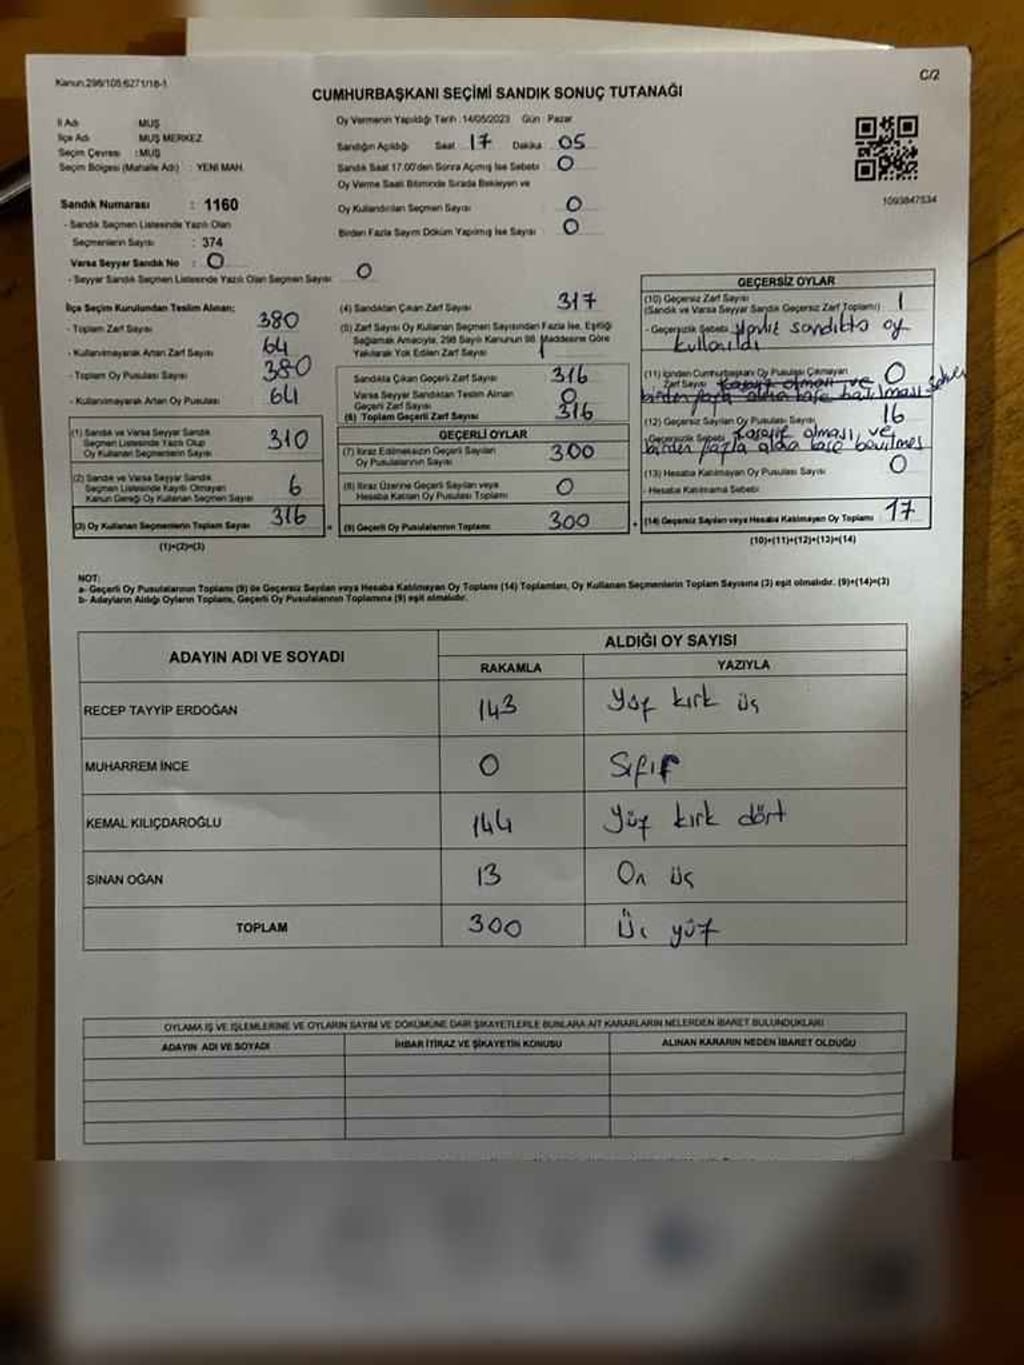 Kanun:298/105;6271/18-1
C/2
CUMHURBAŞKANI SEÇİMİ SANDIK SONUÇ TUTANAĞI
İl Adı : MUŞ
İlçe Adı : MUŞ MERKEZ
Seçim Çevresi : MUŞ
Seçim Bölgesi (Mahalle Adı) : YENİ MAH.
Sandık Numarası : 1160
- Sandık Seçmen Listesinde Yazılı Olan
Seçmenlerin Sayısı : 374
Varsa Seyyar Sandık No : 0
- Seyyar Sandık Seçmen Listesinde Yazılı Olan Seçmen Sayısı 0
Oy Vermenin Yapıldığı Tarih : 14/05/2023 Gün : Pazar
Sandığın Açıldığı Saat 17 Dakika 05
Sandık Saat 17.00'den Sonra Açılmış İse Sebebi 0
Oy Verme Saati Bitiminde Sırada Bekleyen ve
Oy Kullandırılan Seçmen Sayısı 0
Birden Fazla Sayım Döküm Yapılmış İse Sayısı 0
1093847534
İlçe Seçim Kurulundan Teslim Alınan;
- Toplam Zarf Sayısı 380
- Kullanılmayarak Artan Zarf Sayısı 64
- Toplam Oy Pusulası Sayısı 380
- Kullanılmayarak Artan Oy Pusulası 64
(1) Sandık ve Varsa Seyyar Sandık
Seçmen Listesinde Yazılı Olup
Oy Kullanan Seçmenlerin Sayısı 310
(2) Sandık ve Varsa Seyyar Sandık
Seçmen Listesinde Kayıtlı Olmayan
Kanun Gereği Oy Kullanan Seçmen Sayısı 6
(3) Oy Kullanan Seçmenlerin Toplam Sayısı 316
(1)+(2)=(3)
(4) Sandıktan Çıkan Zarf Sayısı 317
(5) Zarf Sayısı Oy Kullanan Seçmen Sayısından Fazla İse, Eşitliği
Sağlamak Amacıyla, 298 Sayılı Kanunun 98. Maddesine Göre
Yakılarak Yok Edilen Zarf Sayısı 1
Sandıkta Çıkan Geçerli Zarf Sayısı 316
Varsa Seyyar Sandıktan Teslim Alınan
Geçerli Zarf Sayısı 0
(6) Toplam Geçerli Zarf Sayısı 316
GEÇERLİ OYLAR
(7) İtiraz Edilmeksizin Geçerli Sayılan
Oy Pusulalarının Sayısı 300
(8) İtiraz Üzerine Geçerli Sayılan veya
Hesaba Katılan Oy Pusulası Toplamı 0
(9) Geçerli Oy Pusulalarının Toplamı 300
GEÇERSİZ OYLAR
(10) Geçersiz Zarf Sayısı
(Sandık ve Varsa Seyyar Sandık Geçersiz Zarf Toplamı) 1
- Geçersizlik Sebebi sandıkta oy
kullanıldı
(11) İçinden Cumhurbaşkanı Oy Pusulası Çıkmayan
Zarf Sayısı 0
birden fazla alana kaşe basılması
(12) Geçersiz Sayılan Oy Pusulası Sayısı 16
- Geçersizlik Sebebi olması ve
birden fazla alana kaşe
(13) Hesaba Katılmayan Oy Pusulası Sayısı 0
- Hesaba Katılmama Sebebi
(14) Geçersiz Sayılan veya Hesaba Katılmayan Oy Toplamı 17
(10)+(11)+(12)+(13)=(14)
NOT:
a- Geçerli Oy Pusulalarının Toplamı (9) ile Geçersiz Sayılan veya Hesaba Katılmayan Oy Toplamı (14) Toplamları, Oy Kullanan Seçmenlerin Toplam Sayısına (3) eşit olmalıdır. (9)+(14)=(3)
b- Adayların Aldığı Oyların Toplamı, Geçerli Oy Pusulalarının Toplamına (9) eşit olmalıdır.
ADAYIN ADI VE SOYADI
ALDIĞI OY SAYISI
RAKAMLA YAZIYLA
RECEP TAYYİP ERDOĞAN 143 Yüz kırk üç
MUHARREM İNCE 0 Sıfır
KEMAL KILIÇDAROĞLU 144 Yüz kırk dört
SİNAN OĞAN 13 On üç
TOPLAM 300 Üç yüz
OYLAMA İŞ VE İŞLEMLERİNE VE OYLARIN SAYIM VE DÖKÜMÜNE DAİR ŞİKAYETLERLE BUNLARA AİT KARARLARIN NELERDEN İBARET BULUNDUKLARI
ADAYIN ADI VE SOYADI İHBAR İTİRAZ VE ŞİKAYETİN KONUSU ALINAN KARARIN NEDEN İBARET OLDUĞU